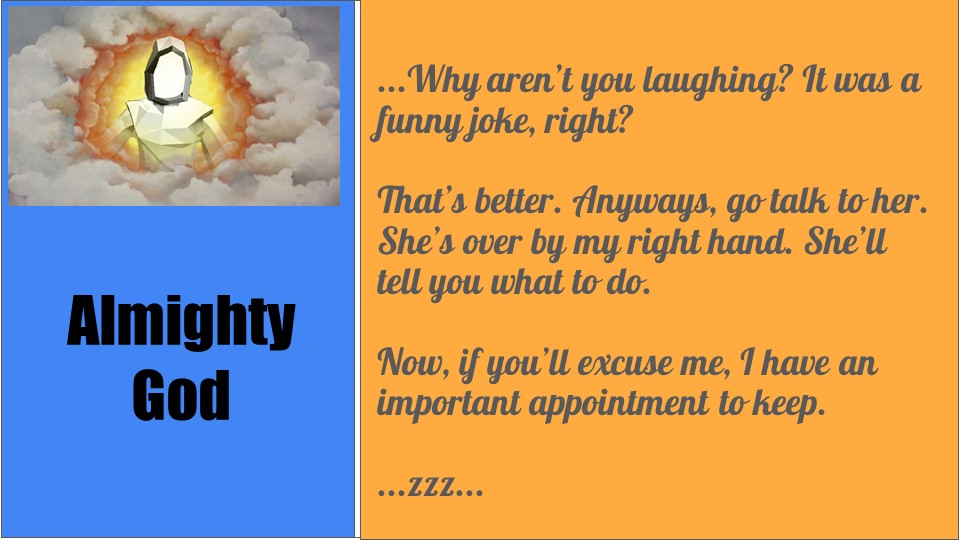 Almighty
God
...Why aren't you laughing? It was a
funny joke, right?
That's better. Anyways, go talk to her.
She's over by my right hand. She'll
tell you what to do.
Now, if you'll excuse me, I have an
important appointment to keep.
...zzz...